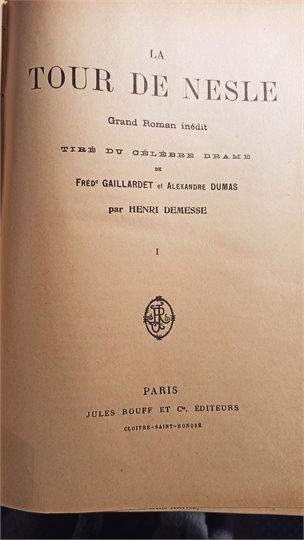 LA
TOUR DE NESLE
Grand Roman inédit
TIRÉ DU CÉLÈBRE DRAME
DE
FRÉDc GAILLARDET et ALEXANDRE DUMAS
par HENRI DEMESSE
I
JR
PARIS
JULES ROUFF ET Cie, ÉDITEURS
CLOITRE-SAINT-HONORÉ